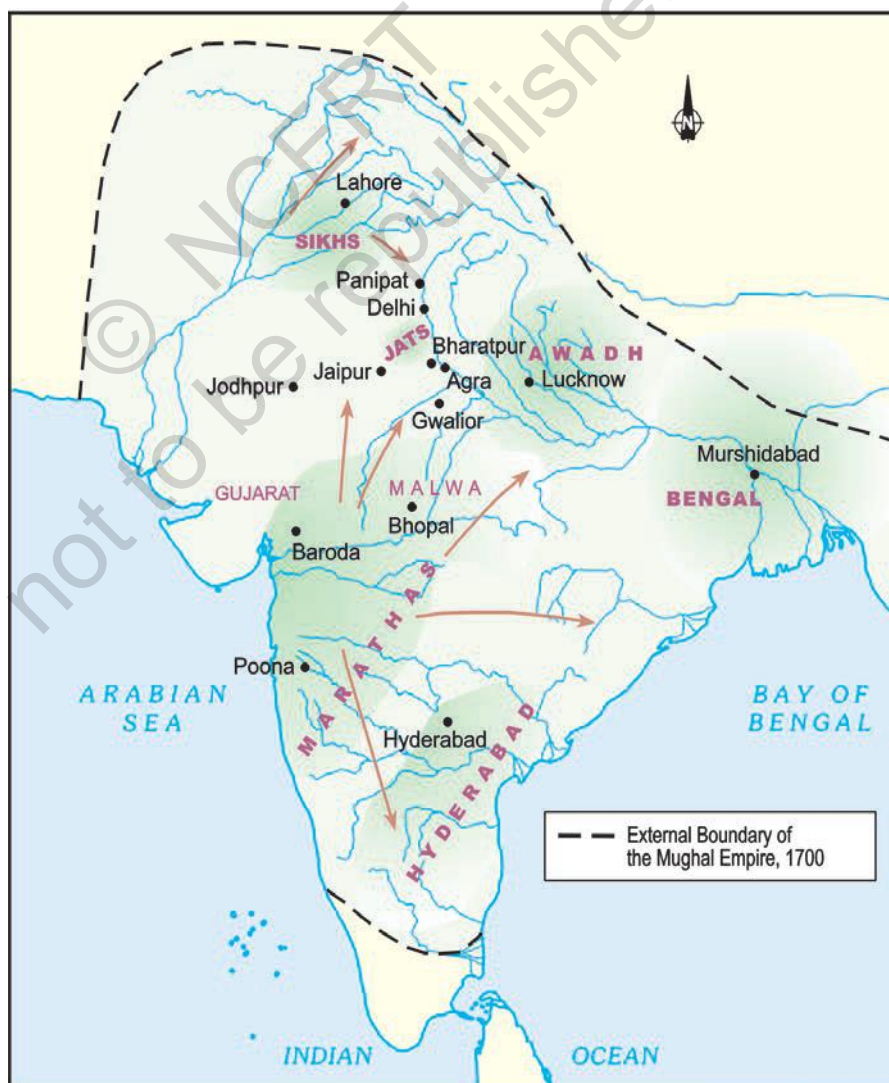 © NCERT
not to be republishe
N
Lahore
SIKHS
Panipat
Delhi
JATS
Bharatpur
AWADH
Jodhpur
Jaipur
Agra
Lucknow
Gwalior
Murshidabad
GUJARAT
MALWA
BENGAL
Bhopal
Baroda
MARATHAS
Poona
ARABIAN
SEA
BAY OF
BENGAL
Hyderabad
HYDERABAD
External Boundary of
the Mughal Empire, 1700
INDIAN
OCEAN